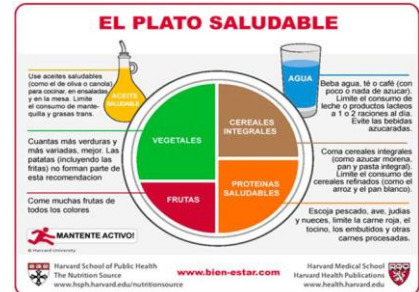 EL PLATO SALUDABLE
Use aceites saludables
(como el de oliva o canola)
para cocinar, en ensaladas,
y en la mesa. Limite
el consumo de mante-
quilla y grasas trans.
ACEITE
SALUDABLE
AGUA
Beba agua, té o café (con
poco o nada de azucar).
Limite el consumo de
leche o productos lacteos
a 1 o 2 raciones al día.
Evite las bebidas
azucaradas.
VEGETALES
CEREALES
INTEGRALES
Cuantas más verduras y
más variadas, mejor. Las
patatas (incluyendo las
fritas) no forman parte de
esta recomendacion
Coma cereales integrales
(como azucar morena,
pan y pasta integral).
Limite el consumo de
cereales refinados (como el
arroz y el pan blanco).
FRUTAS
PROTEINAS
SALUDABLES
Come muchas frutas de
todos los colores
Escoja pescado, ave, judias
y nueces, limite la carne roja, el
tocino, los embutidos y otras
carnes procesadas.
MANTENTE ACTIVO!
© Harvard University
Harvard School of Public Health
The Nutrition Source
www.hsph.harvard.edu/nutritionsource
www.bien-estar.com
Harvard Medical School
Harvard Health Publications
www.health.harvard.edu